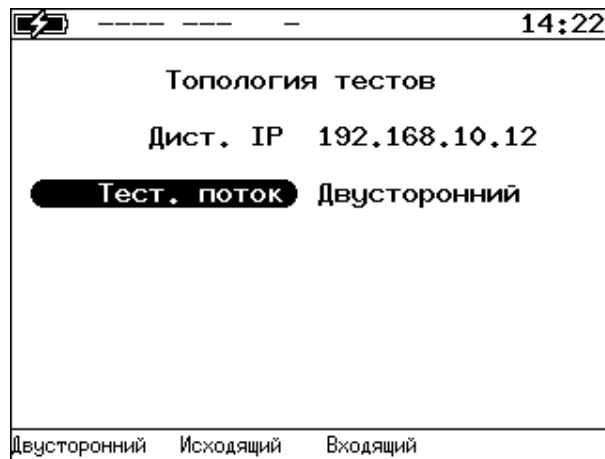 ---- --- - 14:22
Топология тестов
Дист. IP 192.168.10.12
Тест. поток Двусторонний
Двусторонний Исходящий Входящий